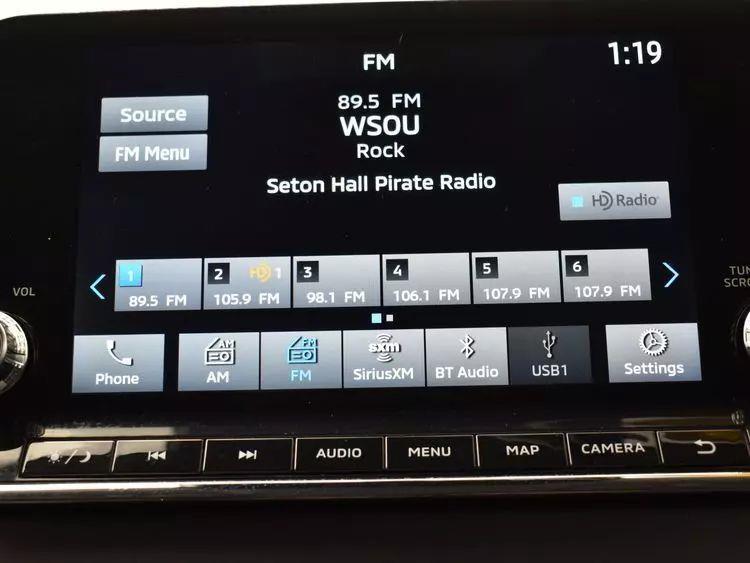 FM
1:19
Source
FM Menu
89.5 FM
WSOU
Rock
Seton Hall Pirate Radio
HD Radio
1
89.5 FM
2 HD 1
105.9 FM
3
98.1 FM
4
106.1 FM
5
107.9 FM
6
107.9 FM
VOL
Phone
AM
AM
FM
FM
sxm
SiriusXM
BT Audio
USB1
Settings
AUDIO
MENU
MAP
CAMERA